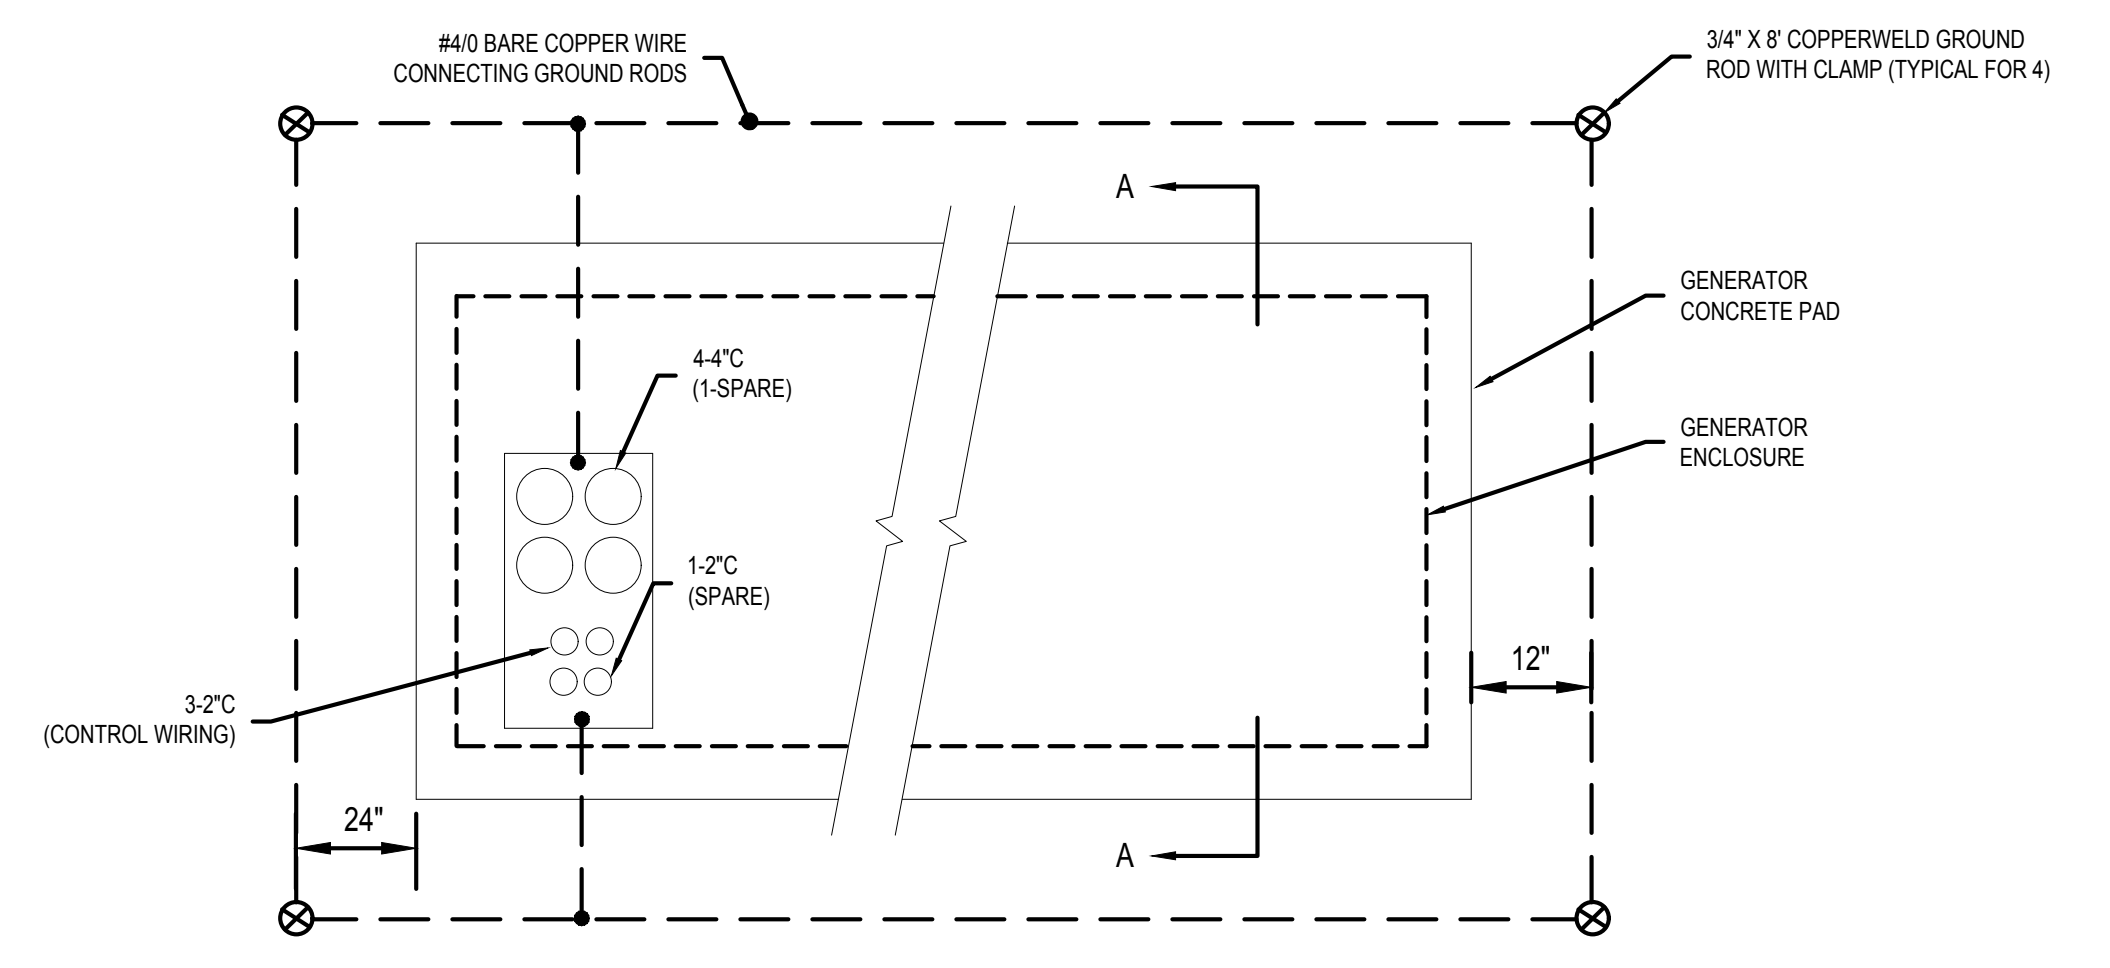 #4/0 BARE COPPER WIRE
CONNECTING GROUND RODS
3/4" X 8' COPPERWELD GROUND
ROD WITH CLAMP (TYPICAL FOR 4)
A
GENERATOR
CONCRETE PAD
4-4"C
(1-SPARE)
GENERATOR
ENCLOSURE
1-2"C
(SPARE)
12"
3-2"C
(CONTROL WIRING)
24"
A